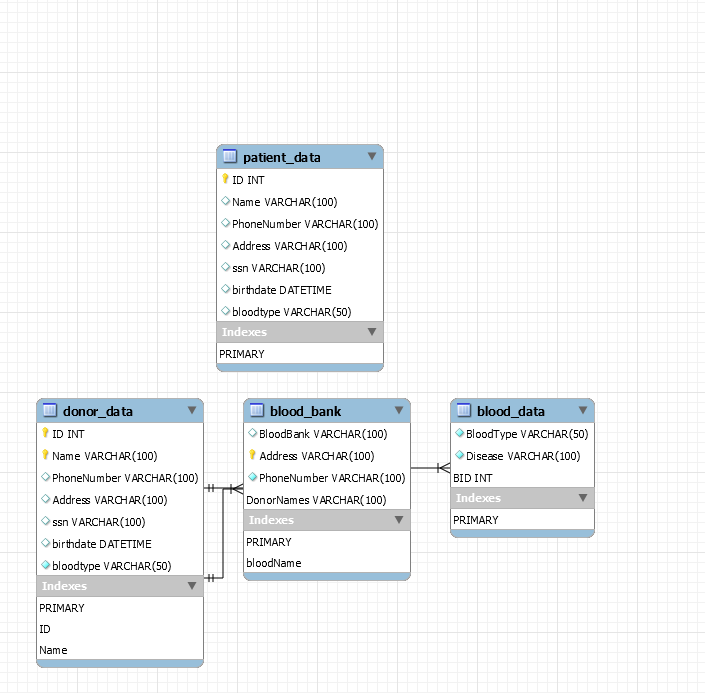 patient_data
ID INT
Name VARCHAR(100)
PhoneNumber VARCHAR(100)
Address VARCHAR(100)
ssn VARCHAR(100)
birthdate DATETIME
bloodtype VARCHAR(50)
Indexes
PRIMARY
donor_data
ID INT
Name VARCHAR(100)
PhoneNumber VARCHAR(100)
Address VARCHAR(100)
ssn VARCHAR(100)
birthdate DATETIME
bloodtype VARCHAR(50)
Indexes
PRIMARY
ID
Name
blood_bank
BloodBank VARCHAR(100)
Address VARCHAR(100)
PhoneNumber VARCHAR(100)
DonorNames VARCHAR(100)
Indexes
PRIMARY
bloodName
blood_data
BloodType VARCHAR(50)
Disease VARCHAR(100)
BID INT
Indexes
PRIMARY